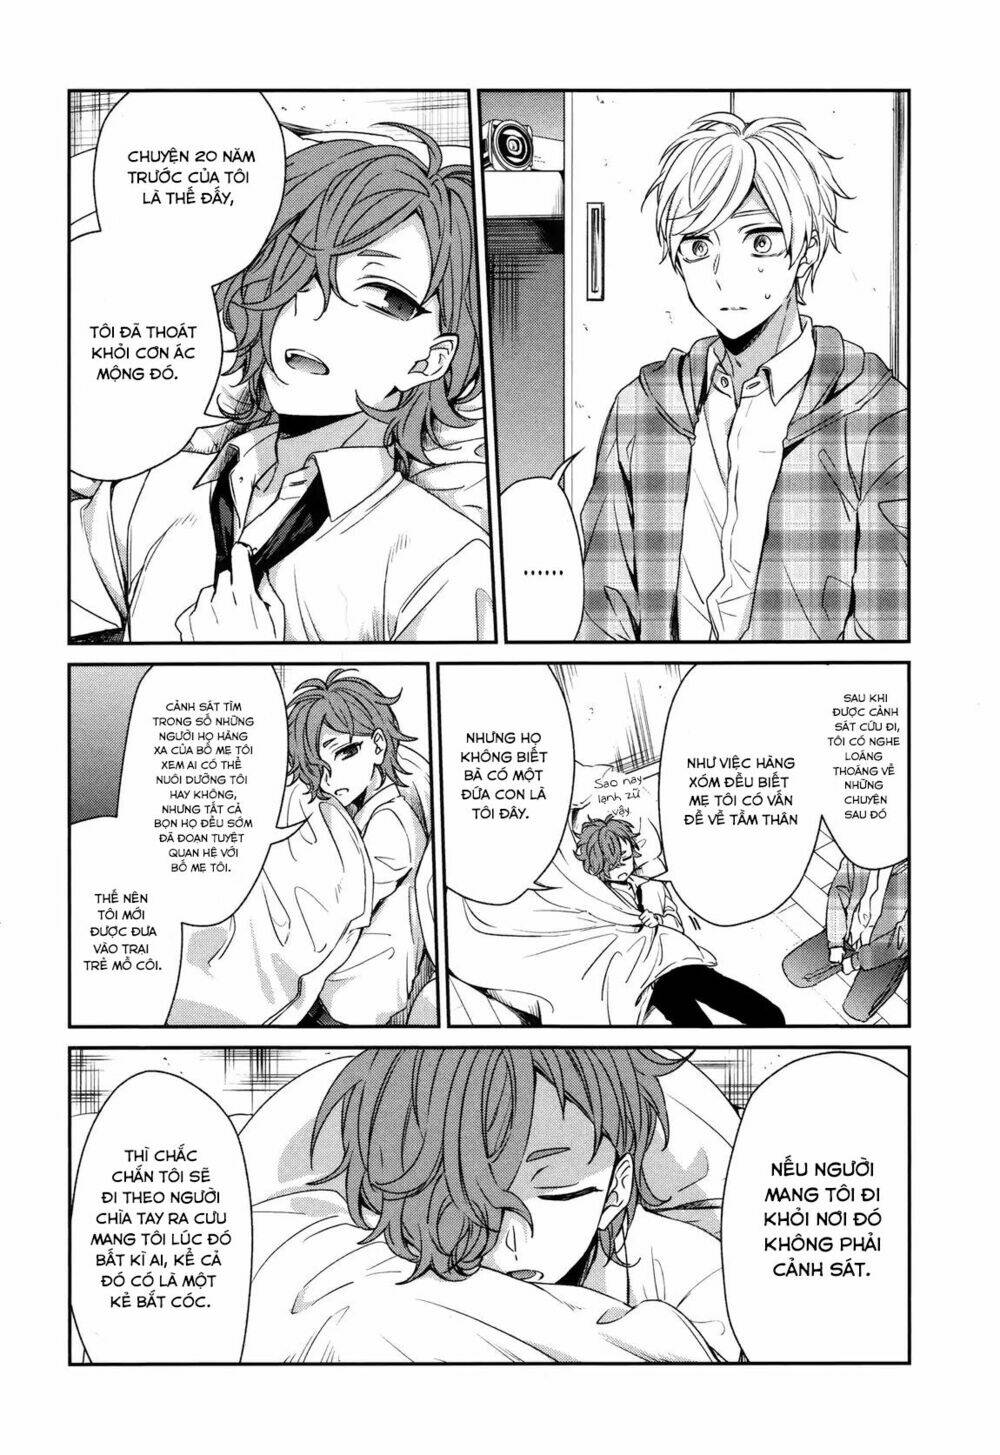 ......
CHUYỆN 20 NĂM
TRƯỚC CỦA TÔI
LÀ THẾ ĐẤY,
TÔI ĐÃ THOÁT
KHỎI CƠN ÁC
MỘNG ĐÓ.
SAU KHI
ĐƯỢC CẢNH
SÁT CỨU ĐI,
TÔI CÓ NGHE
LOÁNG
THOÁNG VỀ
NHỮNG
CHUYỆN
SAU ĐÓ
NHƯ VIỆC HÀNG
XÓM ĐỀU BIẾT
MẸ TÔI CÓ VẤN
ĐỀ VỀ TẦM THẦN
Sao nay
lạnh zữ
vậy
NHƯNG HỌ
KHÔNG BIẾT
BÀ CÓ MỘT
ĐỨA CON LÀ
TÔI ĐÂY.
CẢNH SÁT TÌM
TRONG SỐ NHỮNG
NGƯỜI HỌ HÀNG
XA CỦA BỐ MẸ TÔI
XEM AI CÓ THỂ
NUÔI DƯỠNG TÔI
HAY KHÔNG,
NHƯNG TẤT CẢ
BỌN HỌ ĐỀU SỚM
ĐÃ ĐOẠN TUYỆT
QUAN HỆ VỚI
BỐ MẸ TÔI.
THẾ NÊN
TÔI MỚI
ĐƯỢC ĐƯA
VÀO TRẠI
TRẺ MỒ CÔI.
NẾU NGƯỜI
MANG TÔI ĐI
KHỎI NƠI ĐÓ
KHÔNG PHẢI
CẢNH SÁT.
THÌ CHẮC
CHẮN TÔI SẼ
ĐI THEO NGƯỜI
CHÌA TAY RA CƯU
MANG TÔI LÚC ĐÓ
BẤT KÌ AI, KỂ CẢ
ĐÓ CÓ LÀ MỘT
KẺ BẮT CÓC.